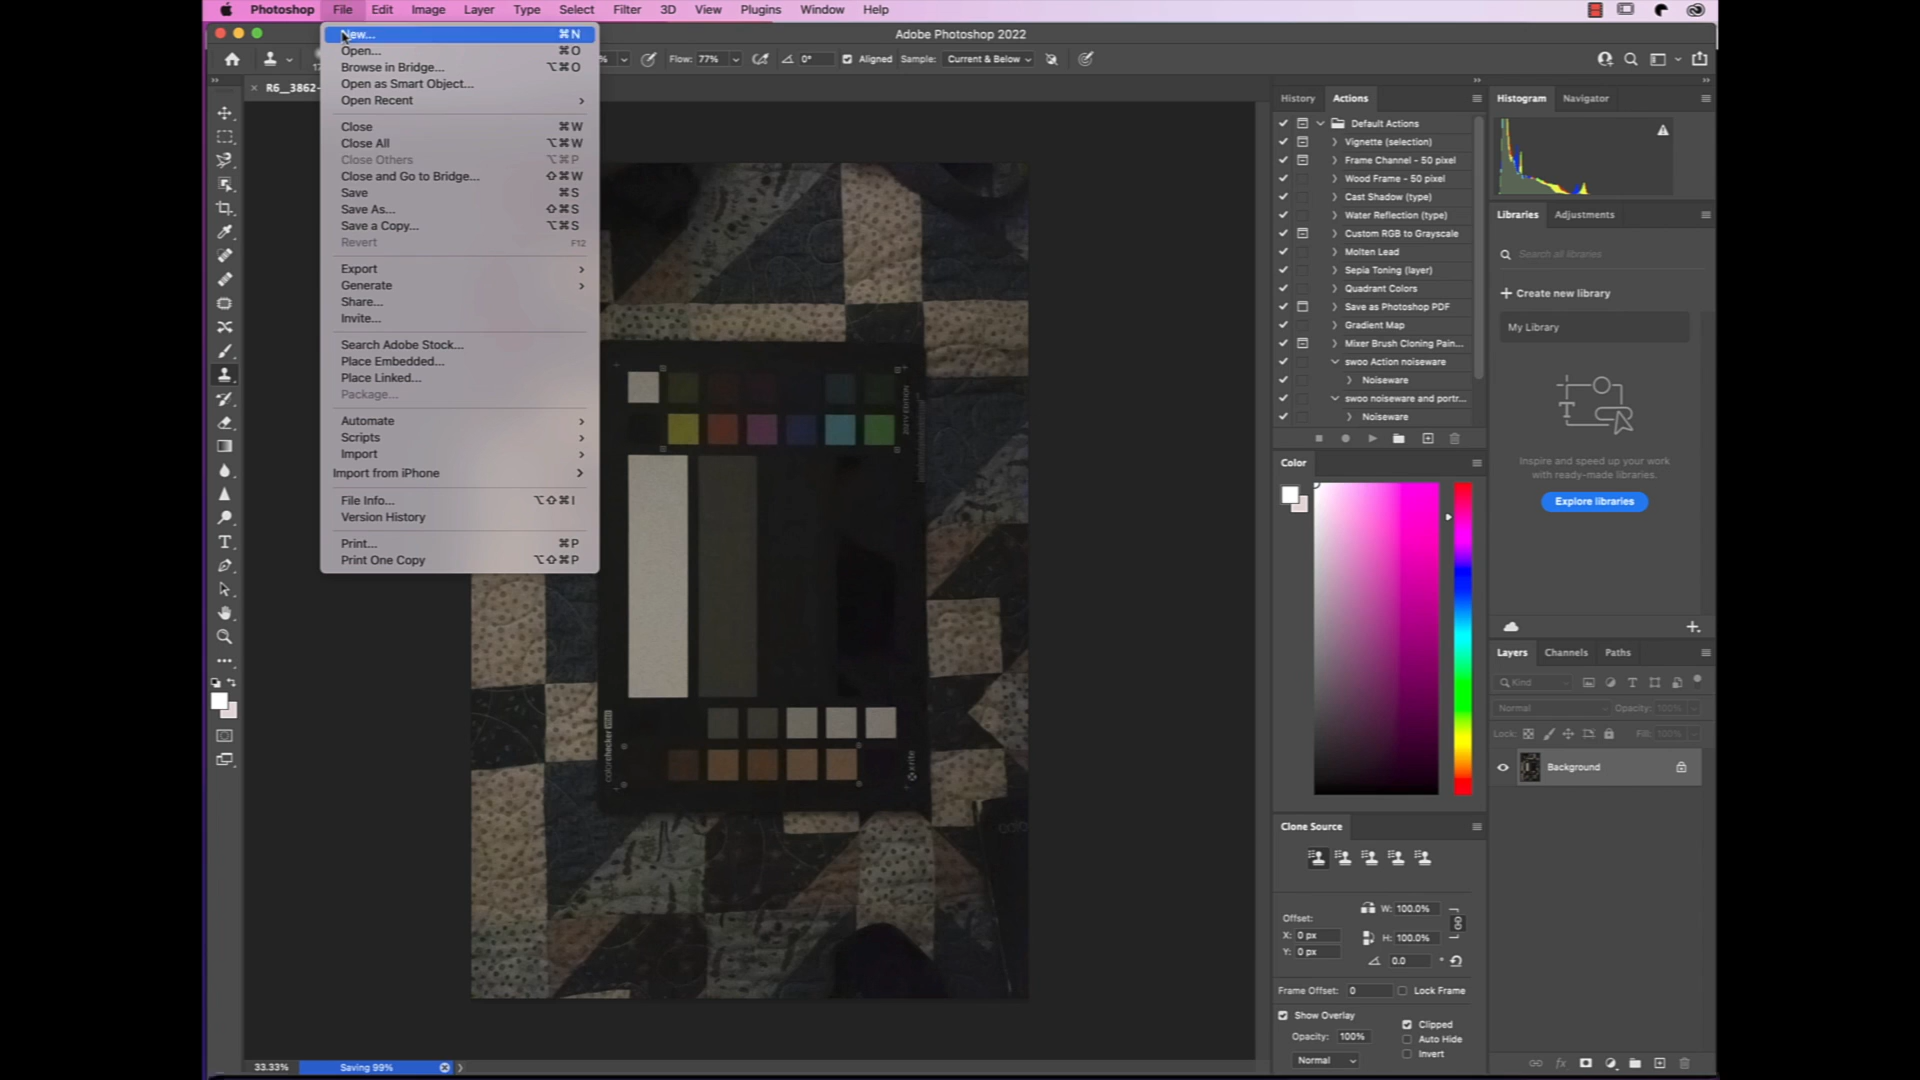 Photoshop File Edit Image Layer Type Select Filter 3D View Plugins Window Help
Adobe Photoshop 2022
Flow: 77% 0° Aligned Sample: Current & Below
R6__3862-
New... ⌘N
Open... ⌘O
Browse in Bridge... ⌥⌘O
Open as Smart Object...
Open Recent
Close ⌘W
Close All ⌥⌘W
Close Others ⌥⌘P
Close and Go to Bridge... ⇧⌘W
Save ⌘S
Save As... ⇧⌘S
Save a Copy... ⌥⌘S
Revert F12
Export
Generate
Share...
Invite...
Search Adobe Stock...
Place Embedded...
Place Linked...
Package...
Automate
Scripts
Import
Import from iPhone
File Info... ⌥⇧⌘I
Version History
Print... ⌘P
Print One Copy ⌥⇧⌘P
2021V EDITION
colorchecker
x-rite
33.33% Saving 99%
History Actions
Default Actions
Vignette (selection)
Frame Channel - 50 pixel
Wood Frame - 50 pixel
Cast Shadow (type)
Water Reflection (type)
Custom RGB to Grayscale
Molten Lead
Sepia Toning (layer)
Quadrant Colors
Save as Photoshop PDF
Gradient Map
Mixer Brush Cloning Pain...
swoo Action noiseware
Noiseware
swoo noiseware and portr...
Noiseware
Color
Clone Source
Offset: W: 100.0%
X: 0 px H: 100.0%
Y: 0 px 0.0 °
Frame Offset: 0 Lock Frame
Show Overlay Clipped
Opacity: 100% Auto Hide
Normal Invert
Histogram Navigator
Libraries Adjustments
Search all libraries
Create new library
My Library
Inspire and speed up your work
with ready-made libraries.
Explore libraries
Layers Channels Paths
Kind
Normal Opacity: 100%
Lock: Fill: 100%
Background
fx